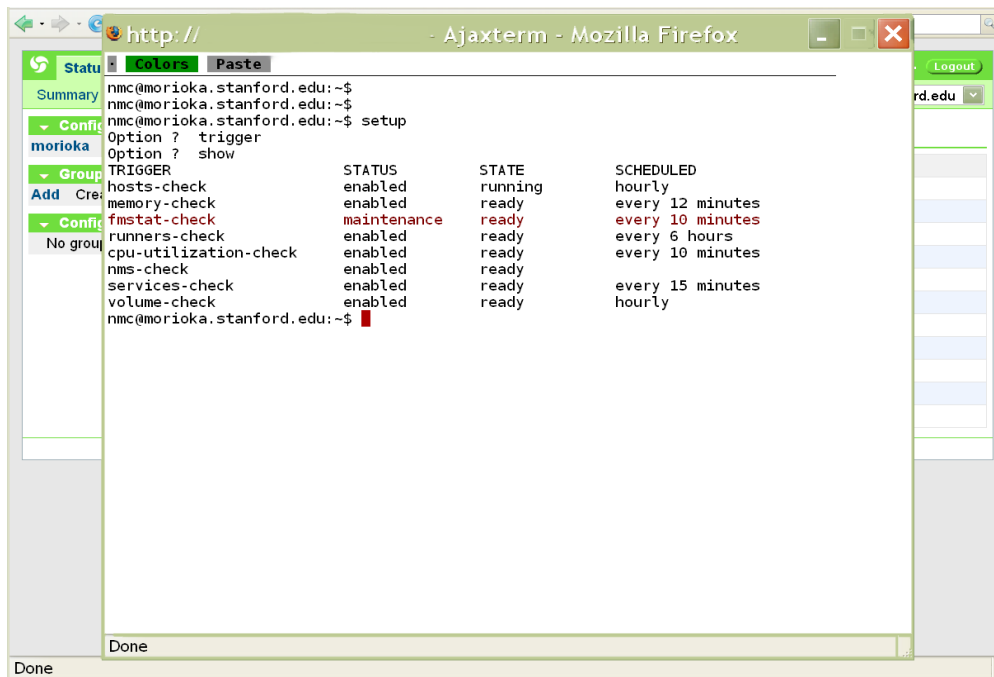 http://          - Ajaxterm - Mozilla Firefox
Statu
Summary
Logout
rd.edu
Config
morioka
Group
Add Crea
Config
No group
Colors Paste
nmc@morioka.stanford.edu:~$
nmc@morioka.stanford.edu:~$
nmc@morioka.stanford.edu:~$ setup
Option ? trigger
Option ? show
TRIGGER STATUS STATE SCHEDULED
hosts-check enabled running hourly
memory-check enabled ready every 12 minutes
fmstat-check maintenance ready every 10 minutes
runners-check enabled ready every 6 hours
cpu-utilization-check enabled ready every 10 minutes
nms-check enabled ready
services-check enabled ready every 15 minutes
volume-check enabled ready hourly
nmc@morioka.stanford.edu:~$
Done
Done